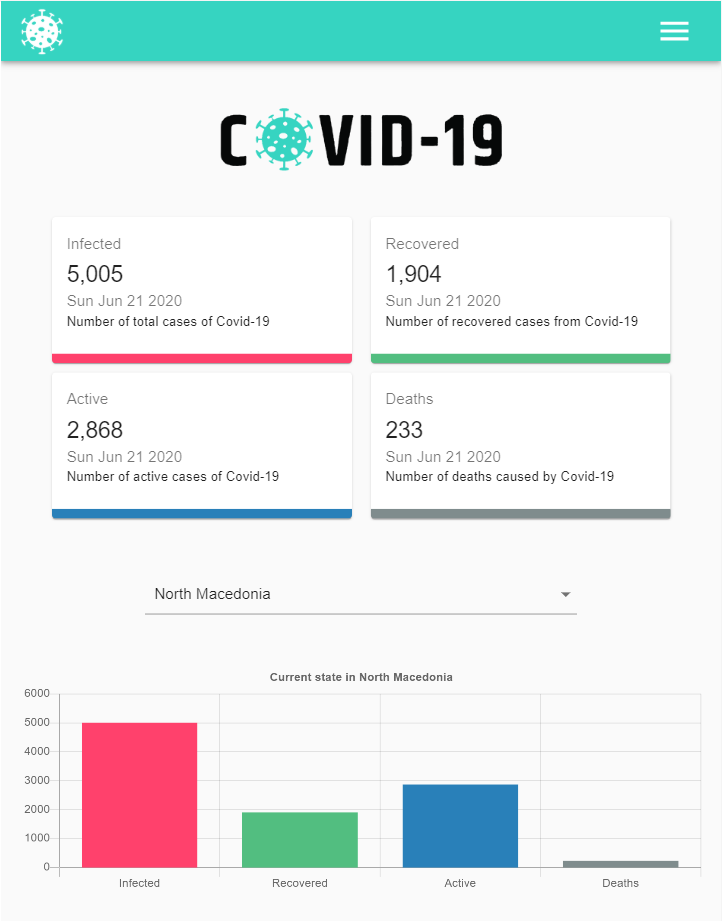 COVID-19
Infected
5,005
Sun Jun 21 2020
Number of total cases of Covid-19
Recovered
1,904
Sun Jun 21 2020
Number of recovered cases from Covid-19
Active
2,868
Sun Jun 21 2020
Number of active cases of Covid-19
Deaths
233
Sun Jun 21 2020
Number of deaths caused by Covid-19
North Macedonia
Current state in North Macedonia
6000
5000
4000
3000
2000
1000
0
Infected
Recovered
Active
Deaths